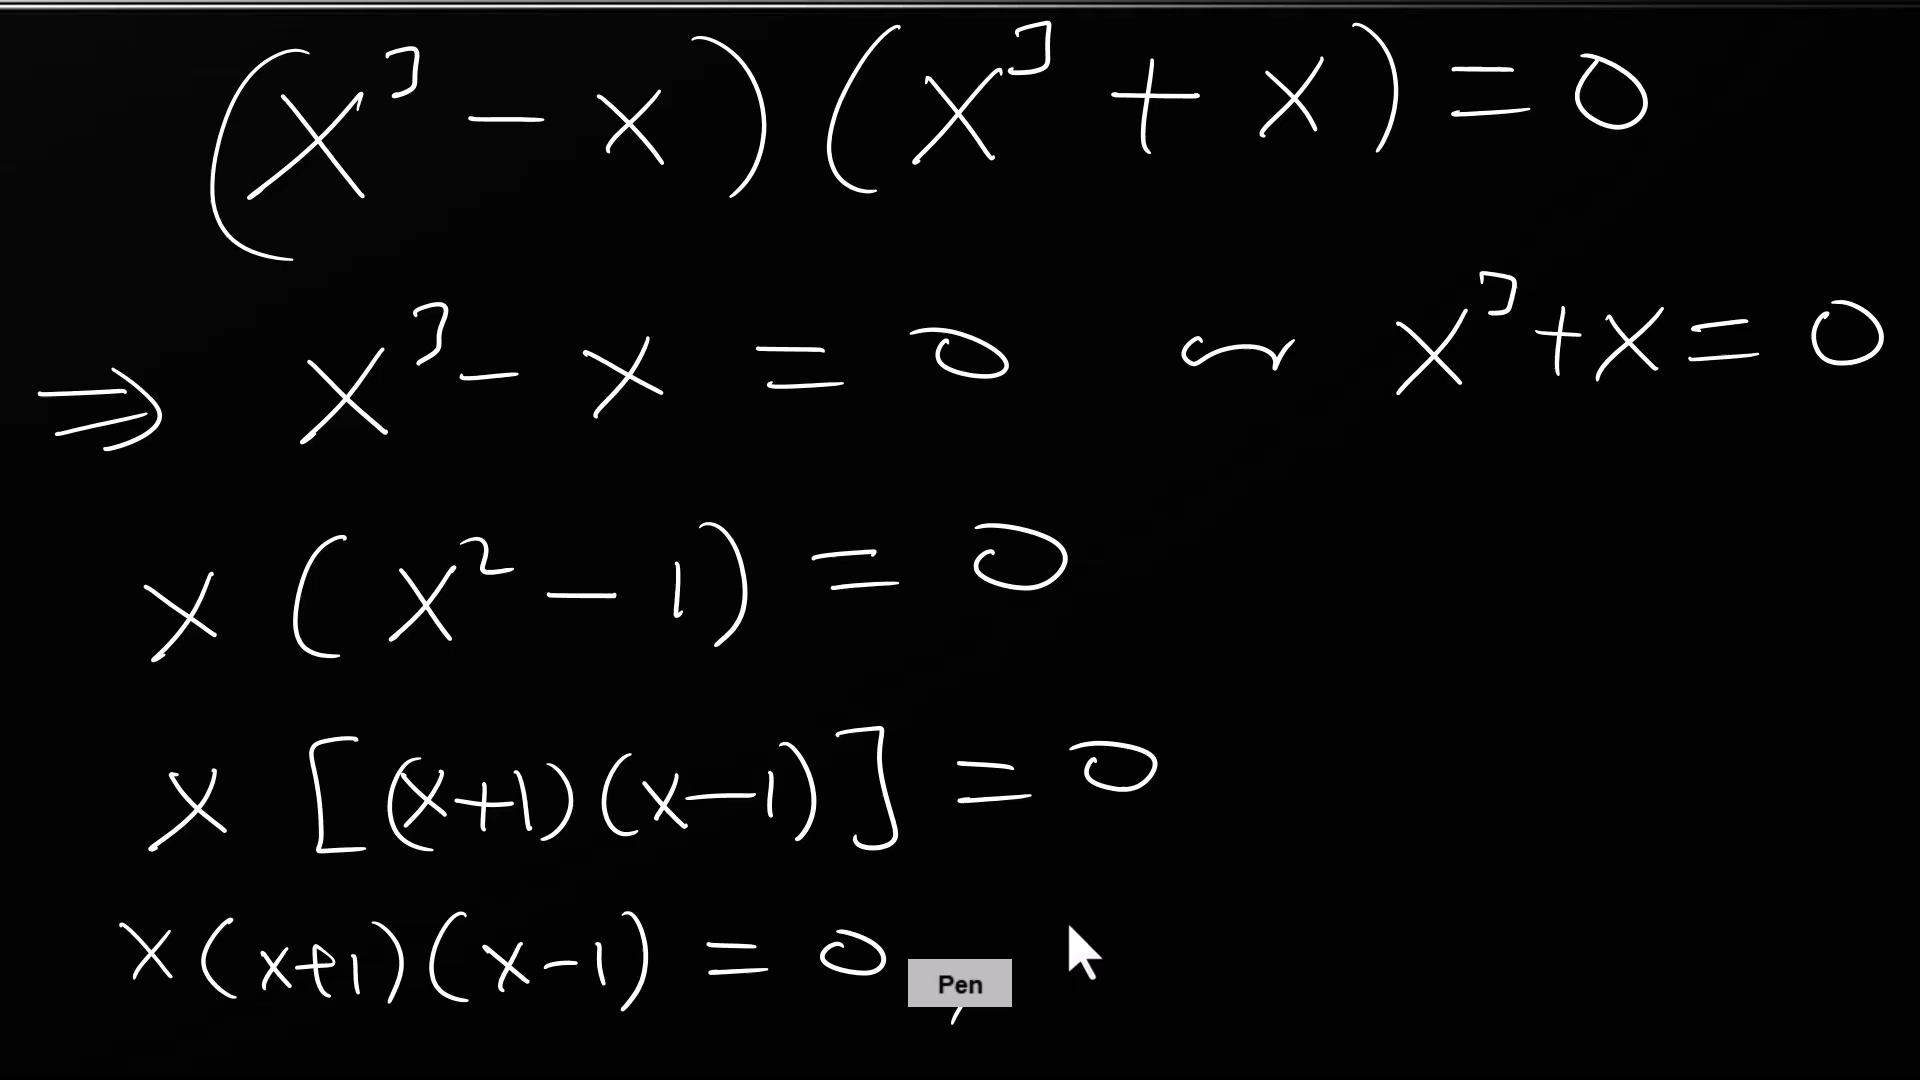 (x³ - x)(x³ + x) = 0
⇒ x³ - x = 0 or x³ + x = 0
x(x² - 1) = 0
x[(x+1)(x-1)] = 0
x(x+1)(x-1) = 0,
Pen